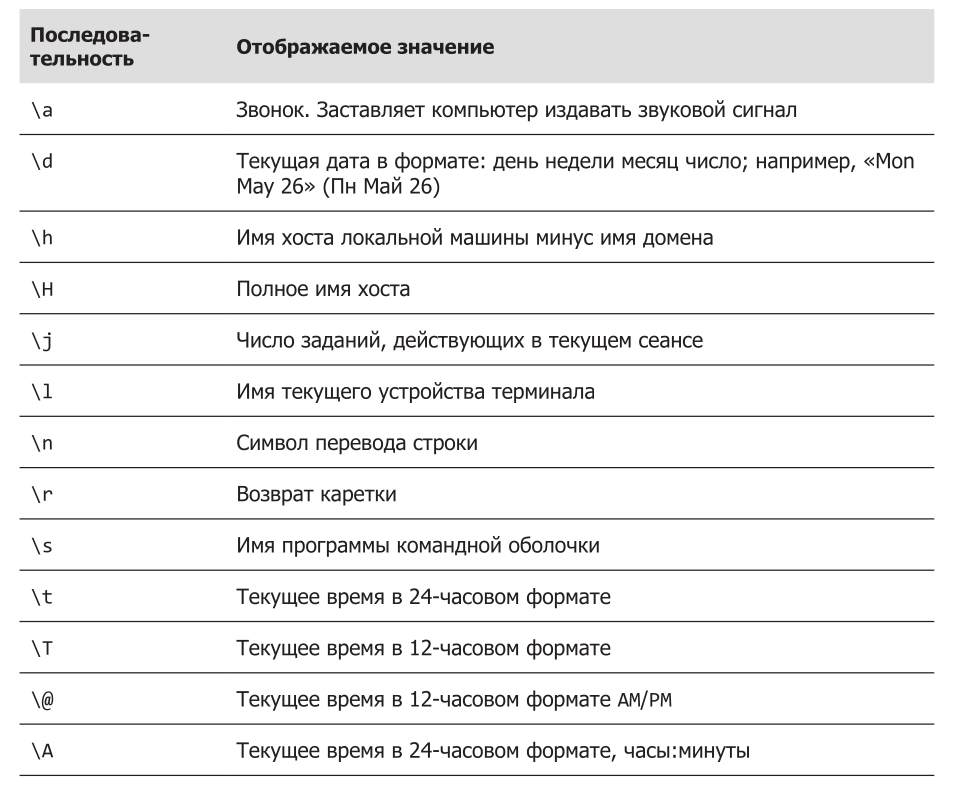 Последова-
тельность
Отображаемое значение
\a Звонок. Заставляет компьютер издавать звуковой сигнал
\d Текущая дата в формате: день недели месяц число; например, «Mon
May 26» (Пн Май 26)
\h Имя хоста локальной машины минус имя домена
\H Полное имя хоста
\j Число заданий, действующих в текущем сеансе
\l Имя текущего устройства терминала
\n Символ перевода строки
\r Возврат каретки
\s Имя программы командной оболочки
\t Текущее время в 24-часовом формате
\T Текущее время в 12-часовом формате
\@ Текущее время в 12-часовом формате AM/PM
\A Текущее время в 24-часовом формате, часы:минуты